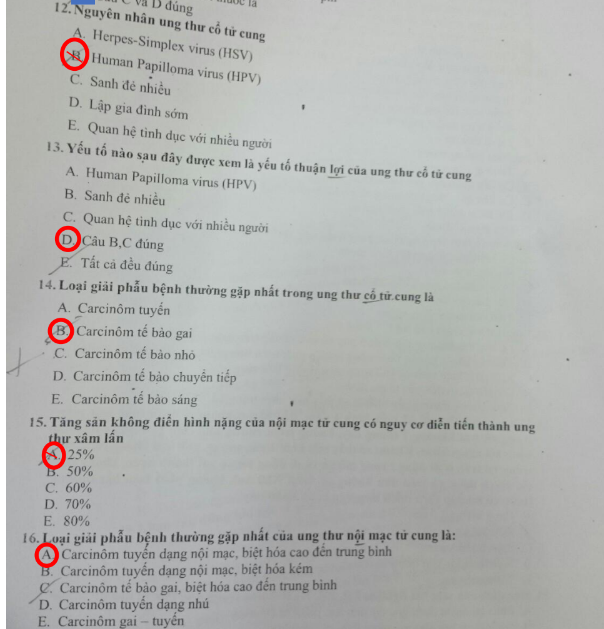 và D đúng
12. Nguyên nhân ung thư cổ tử cung
A. Herpes-Simplex virus (HSV)
B. Human Papilloma virus (HPV)
C. Sanh đẻ nhiều
D. Lập gia đình sớm
E. Quan hệ tình dục với nhiều người
13. Yếu tố nào sau đây được xem là yếu tố thuận lợi của ung thư cổ tử cung
A. Human Papilloma virus (HPV)
B. Sanh đẻ nhiều
C. Quan hệ tình dục với nhiều người
D. Câu B,C đúng
E. Tất cả đều đúng
14. Loại giải phẫu bệnh thường gặp nhất trong ung thư cổ tử cung là
A. Carcinôm tuyến
B. Carcinôm tế bào gai
C. Carcinôm tế bào nhỏ
D. Carcinôm tế bào chuyển tiếp
E. Carcinôm tế bào sáng
15. Tăng sản không điển hình nặng của nội mạc tử cung có nguy cơ diễn tiến thành ung
thư xâm lấn
A. 25%
B. 50%
C. 60%
D. 70%
E. 80%
16. Loại giải phẫu bệnh thường gặp nhất của ung thư nội mạc tử cung là:
A. Carcinôm tuyến dạng nội mạc, biệt hóa cao đến trung bình
B. Carcinôm tuyến dạng nội mạc, biệt hóa kém
C. Carcinôm tế bào gai, biệt hóa cao đến trung bình
D. Carcinôm tuyến dạng nhú
E. Carcinôm gai – tuyến